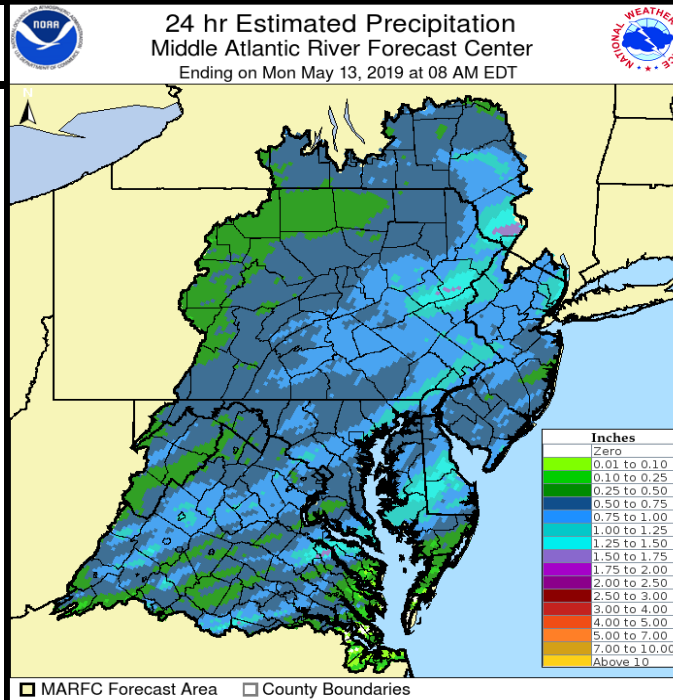 24 hr Estimated Precipitation
Middle Atlantic River Forecast Center
Ending on Mon May 13, 2019 at 08 AM EDT
NOAA
NATIONAL WEATHER
N
Inches
Zero
0.01 to 0.10
0.10 to 0.25
0.25 to 0.50
0.50 to 0.75
0.75 to 1.00
1.00 to 1.25
1.25 to 1.50
1.50 to 1.75
1.75 to 2.00
2.00 to 2.50
2.50 to 3.00
3.00 to 4.00
4.00 to 5.00
5.00 to 7.00
7.00 to 10.00
Above 10
MARFC Forecast Area
County Boundaries